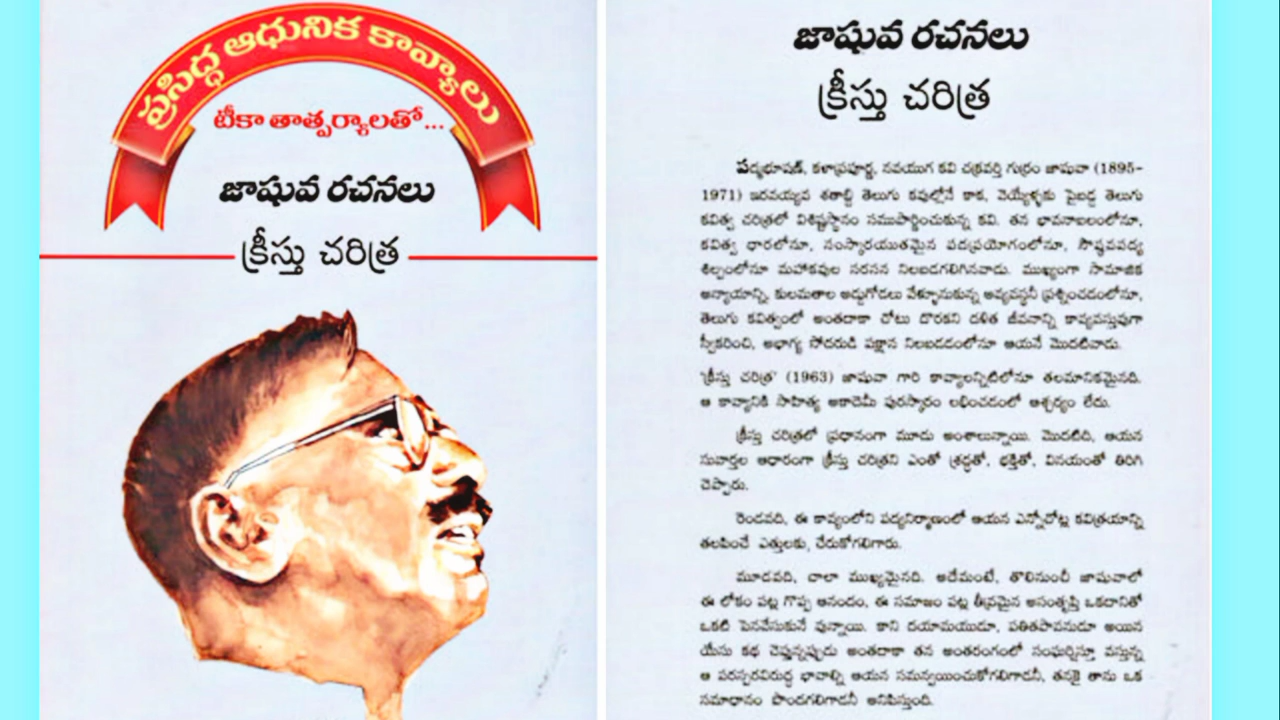 ప్రసిద్ధ ఆధునిక కావ్యాలు
టీకా తాత్పర్యాలతో...
జాషువ రచనలు
క్రీస్తు చరిత్ర
జాషువ రచనలు
క్రీస్తు చరిత్ర
పద్మభూషణ్, కళాప్రపూర్ణ, నవయుగ కవి చక్రవర్తి గుర్రం జాషువా (1895-
1971) ఇరవయ్యవ శతాబ్ది తెలుగు కవుల్లోనే కాక, వెయ్యేళ్ళకు పైబడ్డ తెలుగు
కవిత్వ చరిత్రలో విశిష్టస్థానం సముపార్జించుకున్న కవి. తన భావనాబలంలోనూ,
కవిత్వ ధారలోనూ, సంస్కారయుతమైన పదప్రయోగంలోనూ, సౌష్ఠవపద్య
శిల్పంలోనూ మహాకవుల సరసన నిలబడగలిగినవాడు. ముఖ్యంగా సామాజిక
అన్యాయాన్ని, కులమతాల అడ్డుగోడలు వేళ్ళూనుకున్న అవ్యవస్థనీ ప్రశ్నించడంలోనూ,
తెలుగు కవిత్వంలో అంతదాకా చోటు దొరకని దళిత జీవనాన్ని కావ్యవస్తువుగా
స్వీకరించి, అభాగ్య సోదరుడి పక్షాన నిలబడడంలోనూ ఆయనే మొదటివాడు.
'క్రీస్తు చరిత్ర' (1963) జాషువా గారి కావ్యాలన్నిటిలోనూ తలమానికమైనది.
ఆ కావ్యానికి సాహిత్య అకాడెమీ పురస్కారం లభించడంలో ఆశ్చర్యం లేదు.
క్రీస్తు చరిత్రలో ప్రధానంగా మూడు అంశాలున్నాయి. మొదటిది, ఆయన
సువార్తల ఆధారంగా క్రీస్తు చరిత్రని ఎంతో శ్రద్ధతో, భక్తితో, వినయంతో తిరిగి
చెప్పారు.
రెండవది, ఈ కావ్యంలోని పద్యనిర్మాణంలో ఆయన ఎన్నోచోట్ల కవిత్రయాన్ని
తలపించే ఎత్తులకు, చేరుకోగలిగారు.
మూడవది, చాలా ముఖ్యమైనది. అదేమంటే, తొలినుంచీ జాషువాలో
ఈ లోకం పట్ల గొప్ప ఆనందం, ఈ సమాజం పట్ల తీవ్రమైన అసంతృప్తి ఒకదానితో
ఒకటి పెనవేసుకునే వున్నాయి. కాని దయామయుడూ, పతితపావనుడూ అయిన
యేసు కథ చెప్తున్నప్పుడు అంతదాకా తన అంతరంగంలో సంఘర్షిస్తూ వస్తున్న
ఆ పరస్పరవిరుద్ధ భావాల్ని ఆయన సమన్వయించుకోగలిగాడనీ, తనకై తాను ఒక
సమాధానం పొందగలిగాడనీ అనిపిస్తుంది.